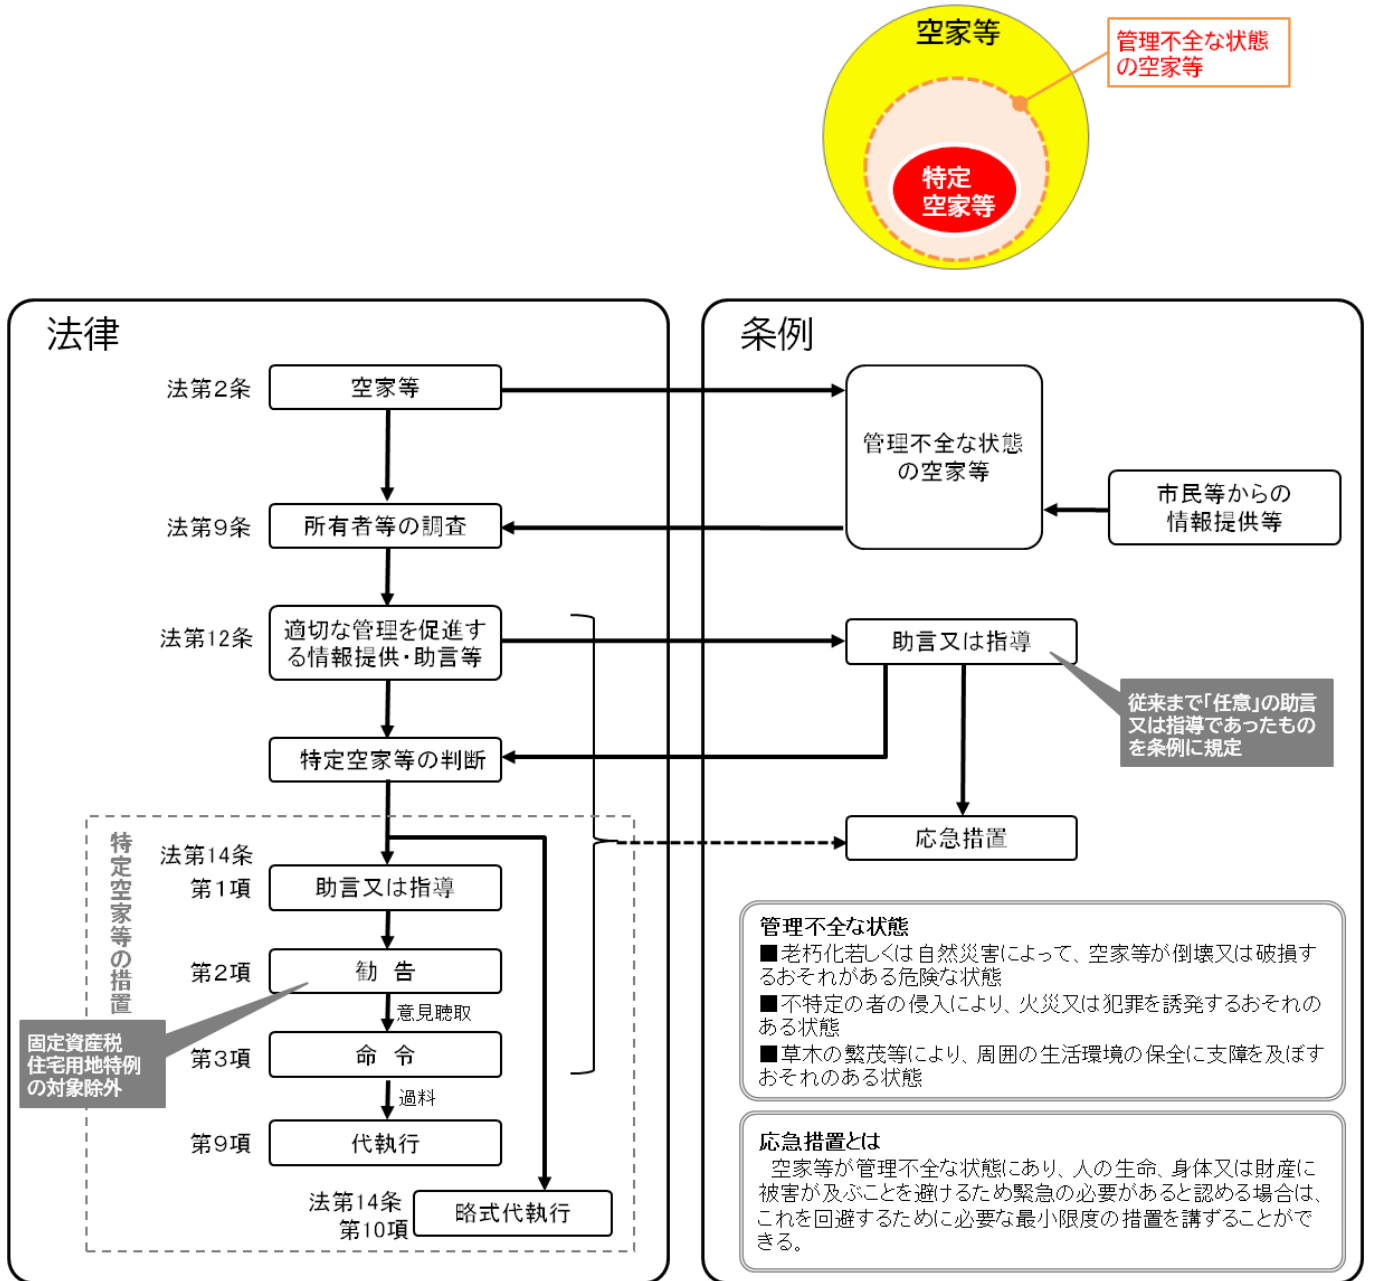 空家等
管理不全な状態
の空家等
特定
空家等
法律
法第2条
空家等
法第9条
所有者等の調査
法第12条
適切な管理を促進す
る情報提供・助言等
特定空家等の判断
特定空家等の措置
法第14条
第1項
助言又は指導
第2項
勧 告
意見聴取
固定資産税
住宅用地特例
の対象除外
第3項
命 令
過料
第9項
代執行
法第14条
第10項
略式代執行
条例
管理不全な状態
の空家等
市民等からの
情報提供等
助言又は指導
従来まで「任意」の助言
又は指導であったもの
を条例に規定
応急措置
管理不全な状態
■老朽化若しくは自然災害によって、空家等が倒壊又は破損す
るおそれがある危険な状態
■不特定の者の侵入により、火災又は犯罪を誘発するおそれの
ある状態
■草木の繁茂等により、周囲の生活環境の保全に支障を及ぼす
おそれのある状態
応急措置とは
空家等が管理不全な状態にあり、人の生命、身体又は財産に
被害が及ぶことを避けるため緊急の必要があると認める場合は、
これを回避するために必要な最小限度の措置を講ずることがで
きる。